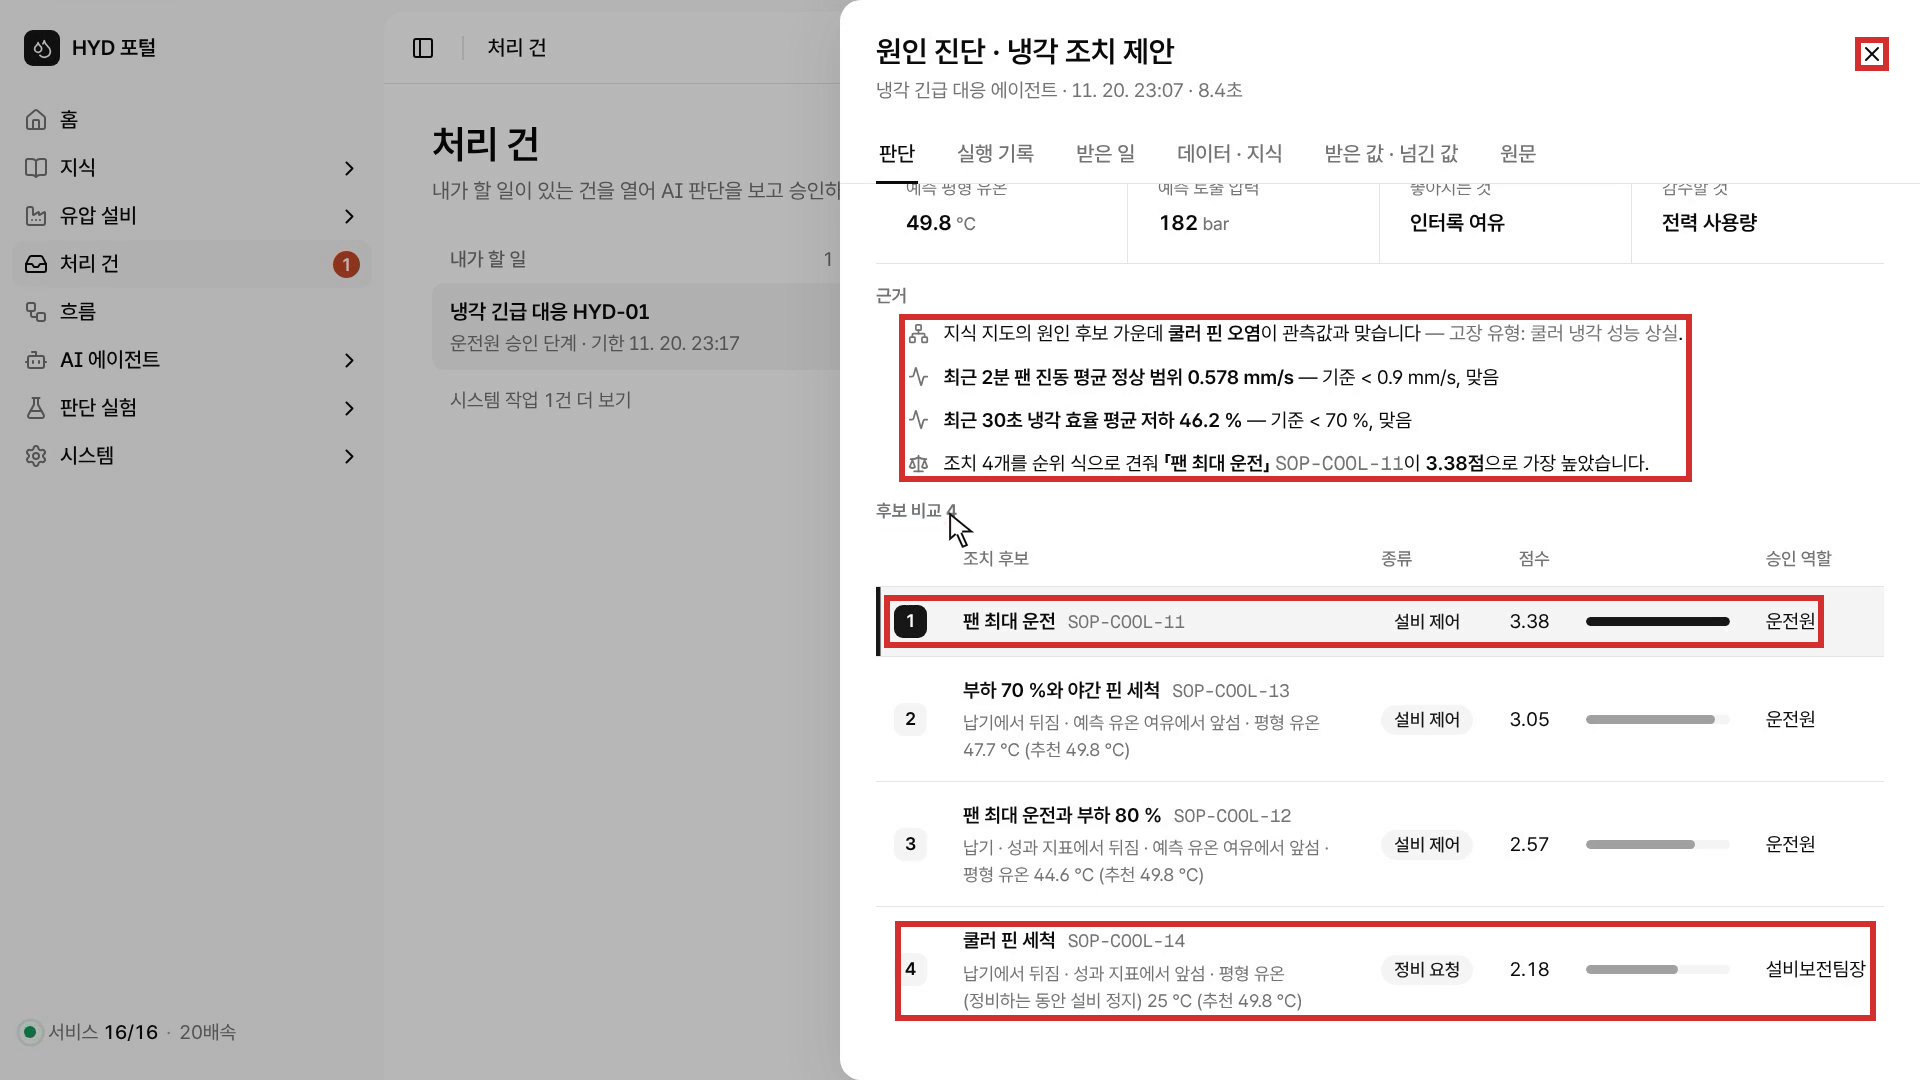 HYD 포털
홈
지식
유압 설비
처리 건
1
흐름
AI 에이전트
판단 실험
시스템
서비스 16/16 · 20배속
처리 건
처리 건
내가 할 일이 있는 건을 열어 AI 판단을 보고 승인하
내가 할 일 1
냉각 긴급 대응 HYD-01
운전원 승인 단계 · 기한 11. 20. 23:17
시스템 작업 1건 더 보기
원인 진단 · 냉각 조치 제안
냉각 긴급 대응 에이전트 · 11. 20. 23:07 · 8.4초
판단 실행 기록 받은 일 데이터 · 지식 받은 값 · 넘긴 값 원문
예측 평형 유온 예측 토출 압력 좋아지는 것 감수할 것
49.8 °C 182 bar 인터록 여유 전력 사용량
근거
지식 지도의 원인 후보 가운데 쿨러 핀 오염이 관측값과 맞습니다 — 고장 유형: 쿨러 냉각 성능 상실.
최근 2분 팬 진동 평균 정상 범위 0.578 mm/s — 기준 < 0.9 mm/s, 맞음
최근 30초 냉각 효율 평균 저하 46.2 % — 기준 < 70 %, 맞음
조치 4개를 순위 식으로 견줘 「팬 최대 운전」 SOP-COOL-11이 3.38점으로 가장 높았습니다.
후보 비교 4
조치 후보 종류 점수 승인 역할
1 팬 최대 운전 SOP-COOL-11 설비 제어 3.38 운전원
부하 70 %와 야간 핀 세척 SOP-COOL-13
2 납기에서 뒤짐 · 예측 유온 여유에서 앞섬 · 평형 유온 설비 제어 3.05 운전원
47.7 °C (추천 49.8 °C)
팬 최대 운전과 부하 80 % SOP-COOL-12
3 납기 · 성과 지표에서 뒤짐 · 예측 유온 여유에서 앞섬 · 설비 제어 2.57 운전원
평형 유온 44.6 °C (추천 49.8 °C)
쿨러 핀 세척 SOP-COOL-14
4 납기에서 뒤짐 · 성과 지표에서 앞섬 · 평형 유온 정비 요청 2.18 설비보전팀장
(정비하는 동안 설비 정지) 25 °C (추천 49.8 °C)